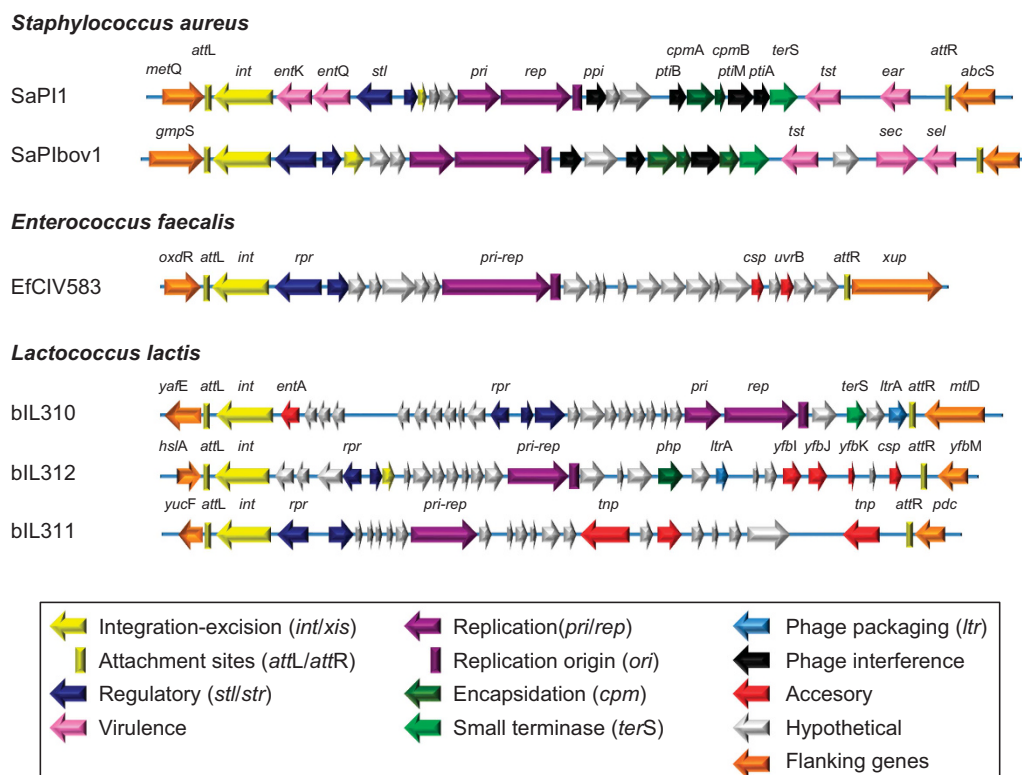 Staphylococcus aureus
attL cpmA cpmB terS attR
metQ int entK entQ stl pri rep ppi ptiB ptiM ptiA tst ear abcS
SaPI1
gmpS tst sec sel
SaPIbov1
Enterococcus faecalis
oxdR attL int rpr pri-rep csp uvrB attR xup
EfCIV583
Lactococcus lactis
yafE attL int entA rpr pri rep terS ltrA attR mtlD
bIL310
hslA attL int rpr pri-rep php ltrA yfbI yfbJ yfbK csp attR yfbM
bIL312
yucF attL int rpr pri-rep tnp tnp attR pdc
bIL311
Integration-excision (int/xis) Replication(pri/rep) Phage packaging (ltr)
Attachment sites (attL/attR) Replication origin (ori) Phage interference
Regulatory (stl/str) Encapsidation (cpm) Accesory
Virulence Small terminase (terS) Hypothetical
Flanking genes